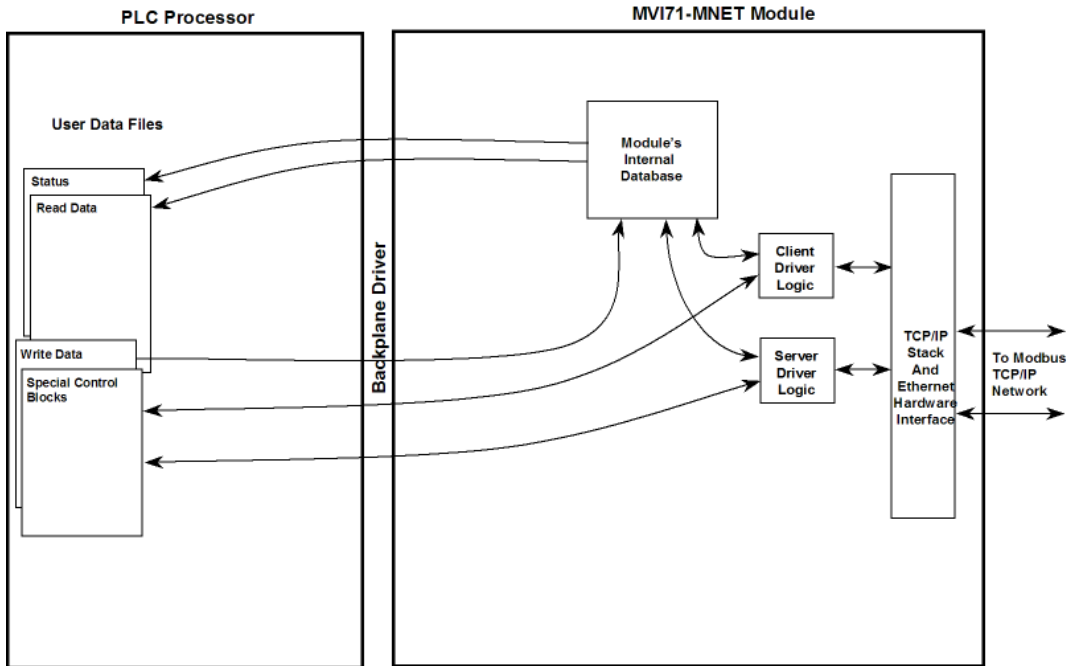 PLC Processor
MVI71-MNET Module
User Data Files
Status
Read Data
Write Data
Special Control
Blocks
Backplane Driver
Module's
Internal
Database
Client
Driver
Logic
Server
Driver
Logic
TCP/IP
Stack
And
Ethernet
Hardware
Interface
To Modbus
TCP/IP
Network